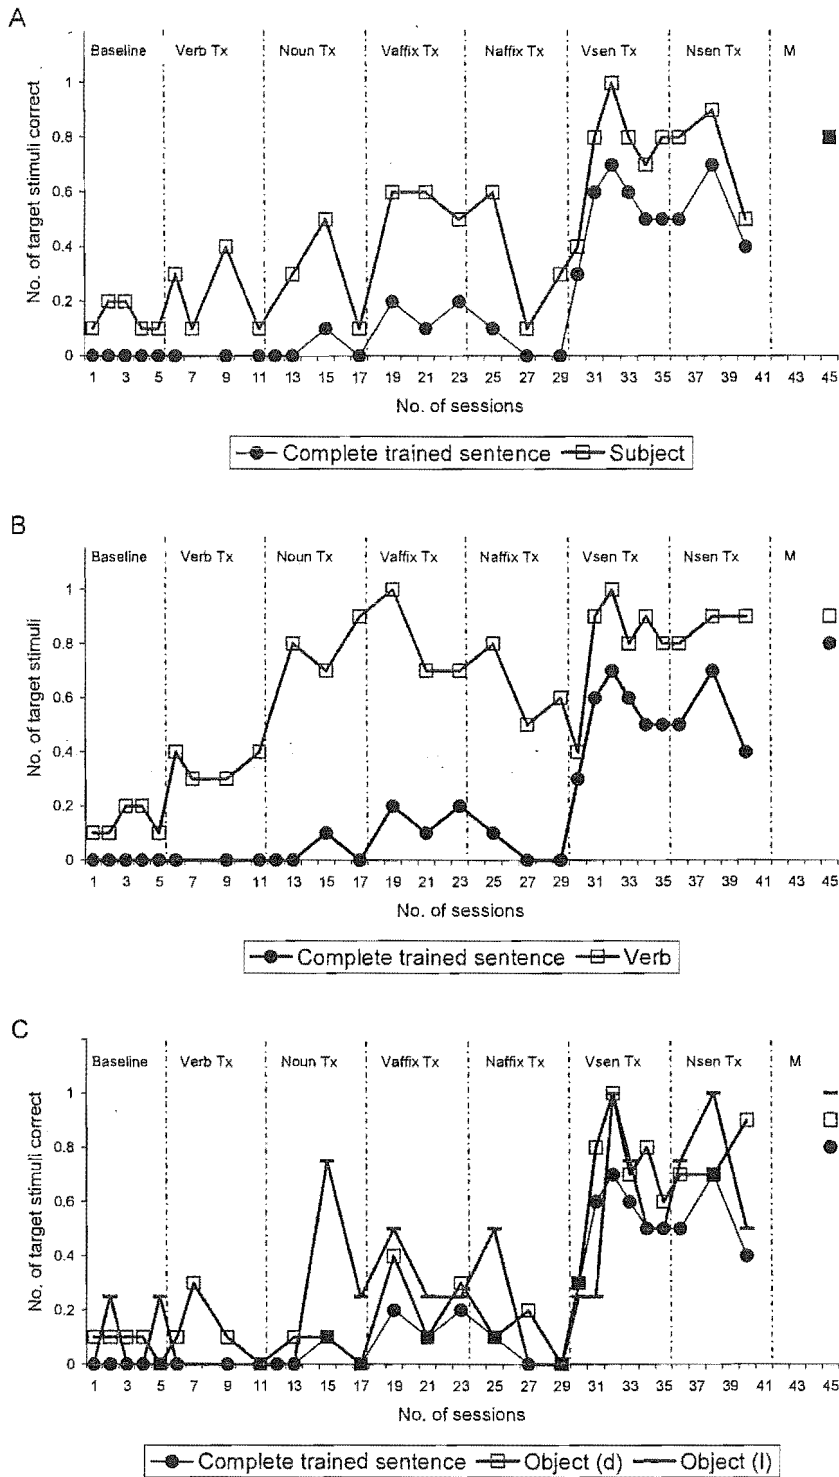 A
Baseline Verb Tx Noun Tx Vaffix Tx Naffix Tx Vsen Tx Nsen Tx M
No. of target stimuli correct
1
0.8
0.6
0.4
0.2
0
1 3 5 7 9 11 13 15 17 19 21 23 25 27 29 31 33 35 37 39 41 43 45
No. of sessions
Complete trained sentence Subject
B
Baseline Verb Tx Noun Tx Vaffix Tx Naffix Tx Vsen Tx Nsen Tx M
No. of target stimuli
1
0.8
0.6
0.4
0.2
0
1 3 5 7 9 11 13 15 17 19 21 23 25 27 29 31 33 35 37 39 41 43 45
No. of sessions
Complete trained sentence Verb
C
Baseline Verb Tx Noun Tx Vaffix Tx Naffix Tx Vsen Tx Nsen Tx M
No. of target stimuli correct
1
0.8
0.6
0.4
0.2
0
1 3 5 7 9 11 13 15 17 19 21 23 25 27 29 31 33 35 37 39 41 43 45
No. of sessions
Complete trained sentence Object (d) Object (l)